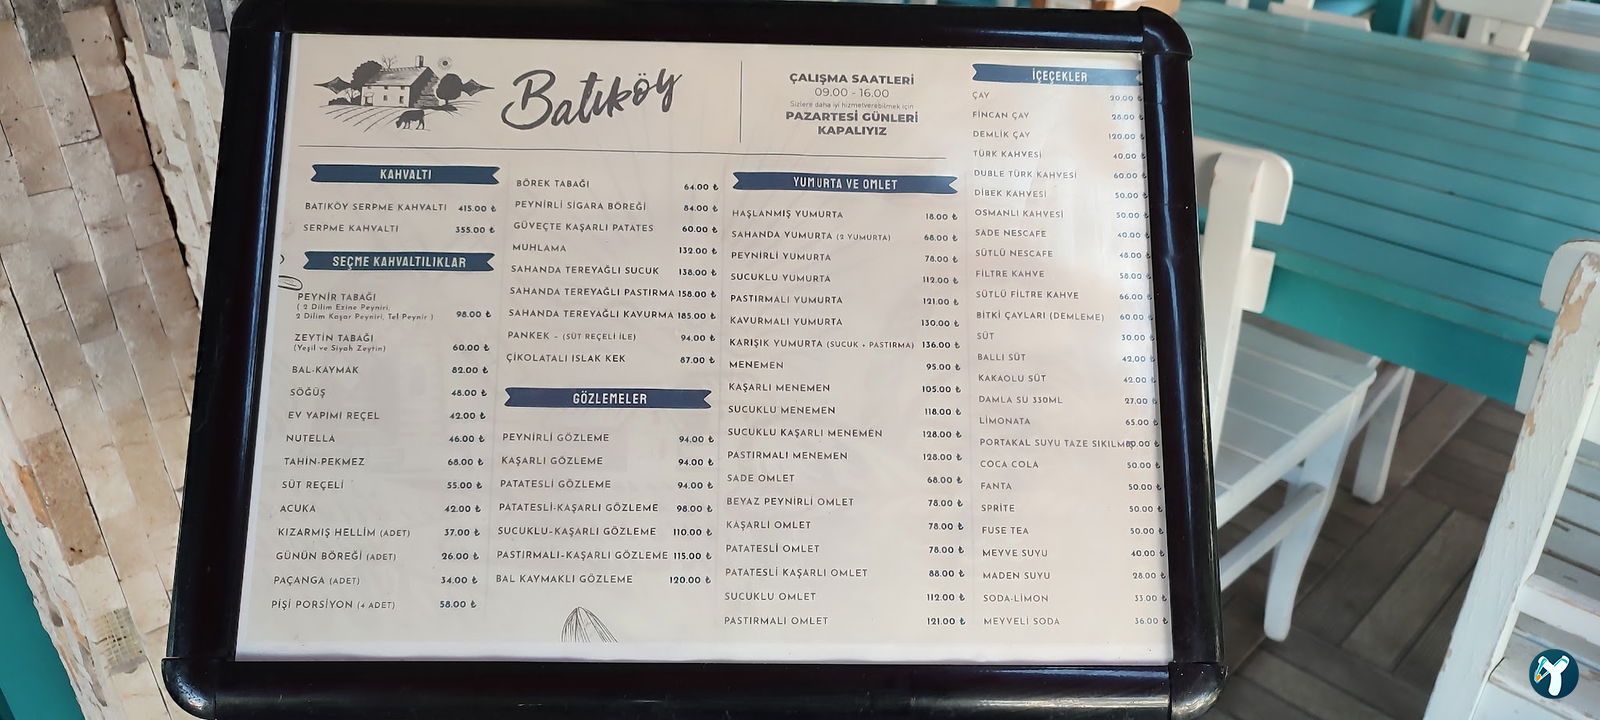 Batıköy
ÇALIŞMA SAATLERİ
09.00 - 16.00
Sizlere daha iyi hizmetverebilmek için
PAZARTESİ GÜNLERİ
KAPALIYIZ
KAHVALTI
BATIKÖY SERPME KAHVALTI 415.00 ₺
SERPME KAHVALTI 355.00 ₺
SEÇME KAHVALTILIKLAR
PEYNİR TABAĞI
( 2 Dilim Ezine Peyniri,
2 Dilim Kaşar Peyniri, Tel Peynir ) 98.00 ₺
ZEYTİN TABAĞI
(Yeşil ve Siyah Zeytin) 60.00 ₺
BAL-KAYMAK 82.00 ₺
SÖĞÜŞ 48.00 ₺
EV YAPIMI REÇEL 42.00 ₺
NUTELLA 46.00 ₺
TAHİN-PEKMEZ 68.00 ₺
SÜT REÇELİ 55.00 ₺
ACUKA 42.00 ₺
KIZARMIŞ HELLİM (ADET) 37.00 ₺
GÜNÜN BÖREĞİ (ADET) 26.00 ₺
PAÇANGA (ADET) 34.00 ₺
PİŞİ PORSİYON (4 ADET) 58.00 ₺
BÖREK TABAĞI 64.00 ₺
PEYNİRLİ SİGARA BÖREĞİ 84.00 ₺
GÜVEÇTE KAŞARLI PATATES 60.00 ₺
MUHLAMA 132.00 ₺
SAHANDA TEREYAĞLI SUCUK 138.00 ₺
SAHANDA TEREYAĞLI PASTIRMA 158.00 ₺
SAHANDA TEREYAĞLI KAVURMA 185.00 ₺
PANKEK - (SÜT REÇELİ İLE) 94.00 ₺
ÇİKOLATALI ISLAK KEK 87.00 ₺
GÖZLEMELER
PEYNİRLİ GÖZLEME 94.00 ₺
KAŞARLI GÖZLEME 94.00 ₺
PATATESLİ GÖZLEME 94.00 ₺
PATATESLİ-KAŞARLI GÖZLEME 98.00 ₺
SUCUKLU-KAŞARLI GÖZLEME 110.00 ₺
PASTIRMALI-KAŞARLI GÖZLEME 115.00 ₺
BAL KAYMAKLI GÖZLEME 120.00 ₺
YUMURTA VE OMLET
HAŞLANMIŞ YUMURTA 18.00 ₺
SAHANDA YUMURTA (2 YUMURTA) 68.00 ₺
PEYNİRLİ YUMURTA 78.00 ₺
SUCUKLU YUMURTA 112.00 ₺
PASTIRMALI YUMURTA 121.00 ₺
KAVURMALI YUMURTA 130.00 ₺
KARIŞIK YUMURTA (SUCUK + PASTIRMA) 136.00 ₺
MENEMEN 95.00 ₺
KAŞARLI MENEMEN 105.00 ₺
SUCUKLU MENEMEN 118.00 ₺
SUCUKLU KAŞARLI MENEMEN 128.00 ₺
PASTIRMALI MENEMEN 128.00 ₺
SADE OMLET 68.00 ₺
BEYAZ PEYNİRLİ OMLET 78.00 ₺
KAŞARLI OMLET 78.00 ₺
PATATESLİ OMLET 78.00 ₺
PATATESLİ KAŞARLI OMLET 88.00 ₺
SUCUKLU OMLET 112.00 ₺
PASTIRMALI OMLET 121.00 ₺
İÇEÇEKLER
ÇAY 20.00 ₺
FİNCAN ÇAY 28.00 ₺
DEMLİK ÇAY 120.00 ₺
TÜRK KAHVESİ 40.00 ₺
DUBLE TÜRK KAHVESİ 60.00 ₺
DİBEK KAHVESİ 50.00 ₺
OSMANLI KAHVESİ 50.00 ₺
SADE NESCAFE 40.00 ₺
SÜTLÜ NESCAFE 48.00 ₺
FİLTRE KAHVE 58.00 ₺
SÜTLÜ FİLTRE KAHVE 66.00 ₺
BİTKİ ÇAYLARI (DEMLEME) 60.00 ₺
SÜT 30.00 ₺
BALLI SÜT 42.00 ₺
KAKAOLU SÜT 42.00 ₺
DAMLA SU 330ML 27.00 ₺
LİMONATA 65.00 ₺
PORTAKAL SUYU TAZE
COCA COLA 50.00 ₺
FANTA 50.00 ₺
SPRİTE 50.00 ₺
FUSE TEA 50.00 ₺
MEYVE SUYU 40.00 ₺
MADEN SUYU 28.00 ₺
SODA-LİMON 33.00 ₺
MEYVELİ SODA 36.00 ₺